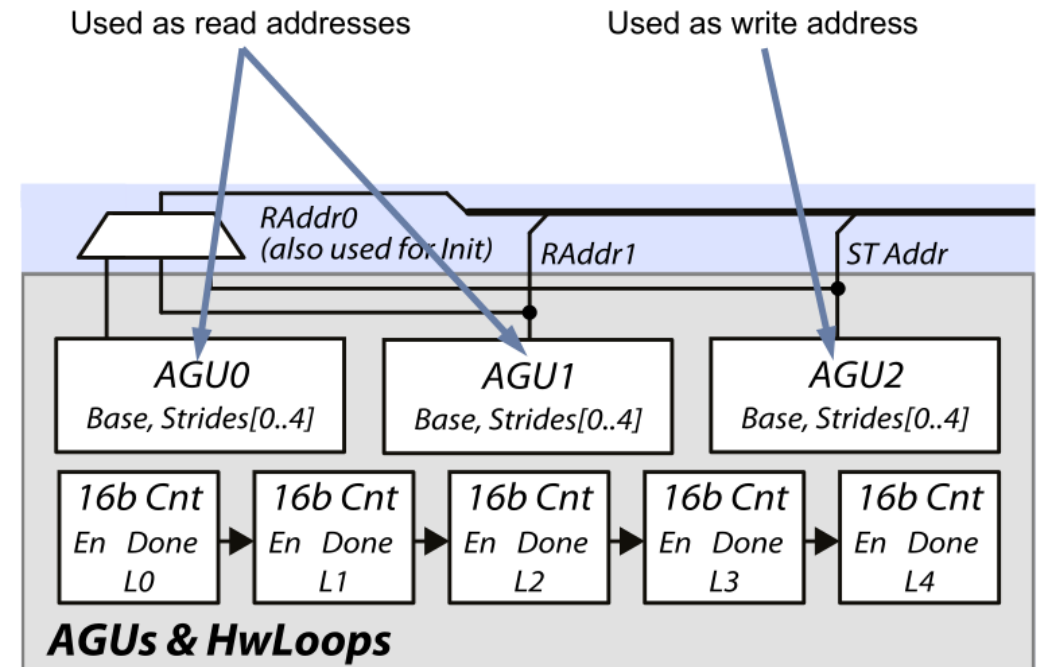 Used as read addresses
Used as write address
RAddr0
(also used for Init)
RAddr1
ST Addr
AGU0
Base, Strides[0..4]
AGU1
Base, Strides[0..4]
AGU2
Base, Strides[0..4]
16b Cnt
En Done
L0
16b Cnt
En Done
L1
16b Cnt
En Done
L2
16b Cnt
En Done
L3
16b Cnt
En Done
L4
AGUs & HwLoops